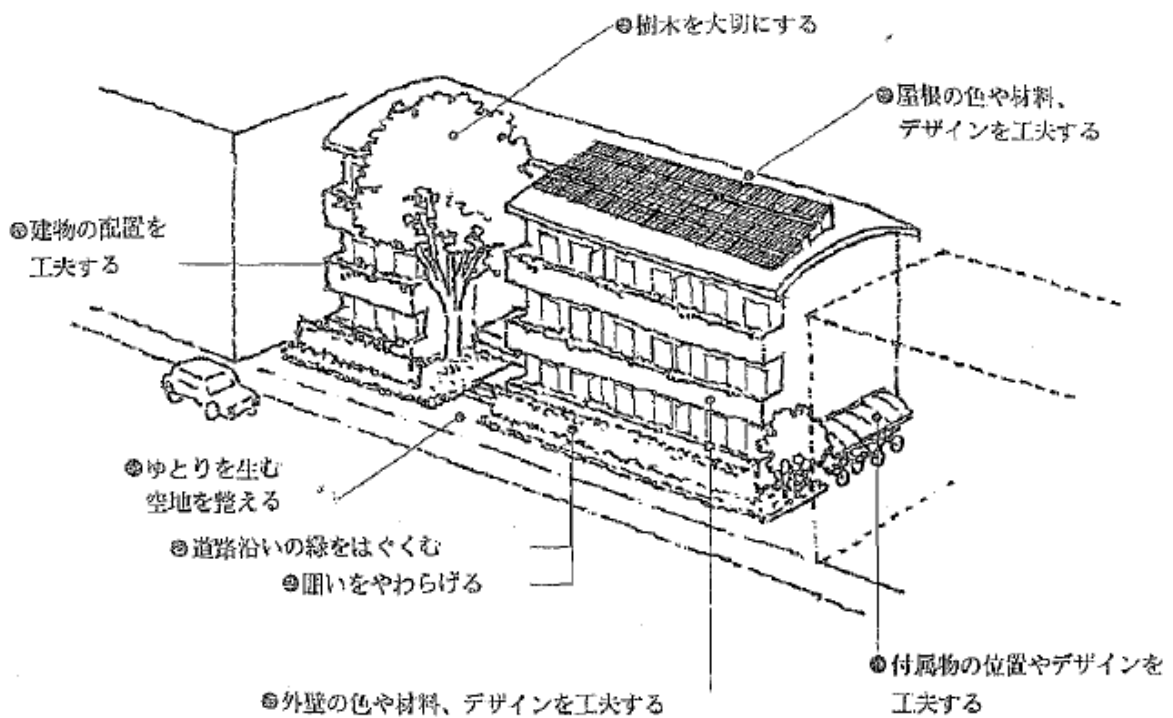 樹木を大切にする
屋根の色や材料、
デザインを工夫する
建物の配置を
工夫する
ゆとりを生む
空地を整える
道路沿いの緑をはぐくむ
囲いをやわらげる
付属物の位置やデザインを
工夫する
外壁の色や材料、デザインを工夫する